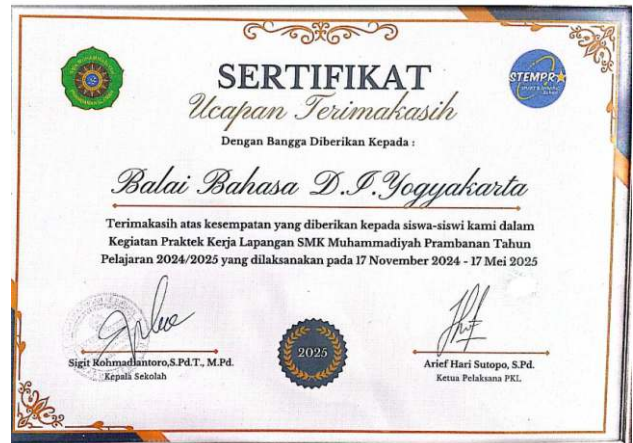 SERTIFIKAT
Ucapan Terimakasih
Dengan Bangga Diberikan Kepada :
Balai Bahasa D.I.Yogyakarta
Terimakasih atas kesempatan yang diberikan kepada siswa-siswi kami dalam
Kegiatan Praktek Kerja Lapangan SMK Muhammadiyah Prambanan Tahun
Pelajaran 2024/2025 yang dilaksanakan pada 17 November 2024 - 17 Mei 2025
STEMPR
2025
Sigit Rohmadiantoro,S.Pd.T., M.Pd.
Kepala Sekolah
Arief Hari Sutopo, S.Pd.
Ketua Pelaksana PKL